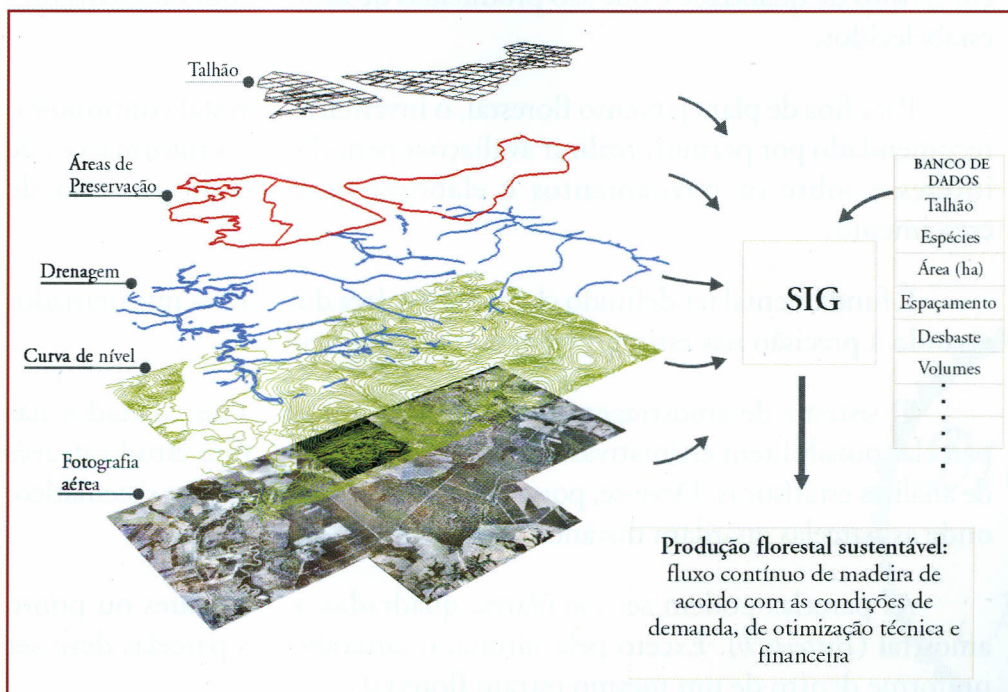 Talhão
Áreas de
Preservação
Drenagem
Curva de nível
Fotografia
aérea
SIG
BANCO DE
DADOS
Talhão
Espécies
Área (ha)
Espaçamento
Desbaste
Volumes
Produção florestal sustentável:
fluxo contínuo de madeira de
acordo com as condições de
demanda, de otimização técnica e
financeira